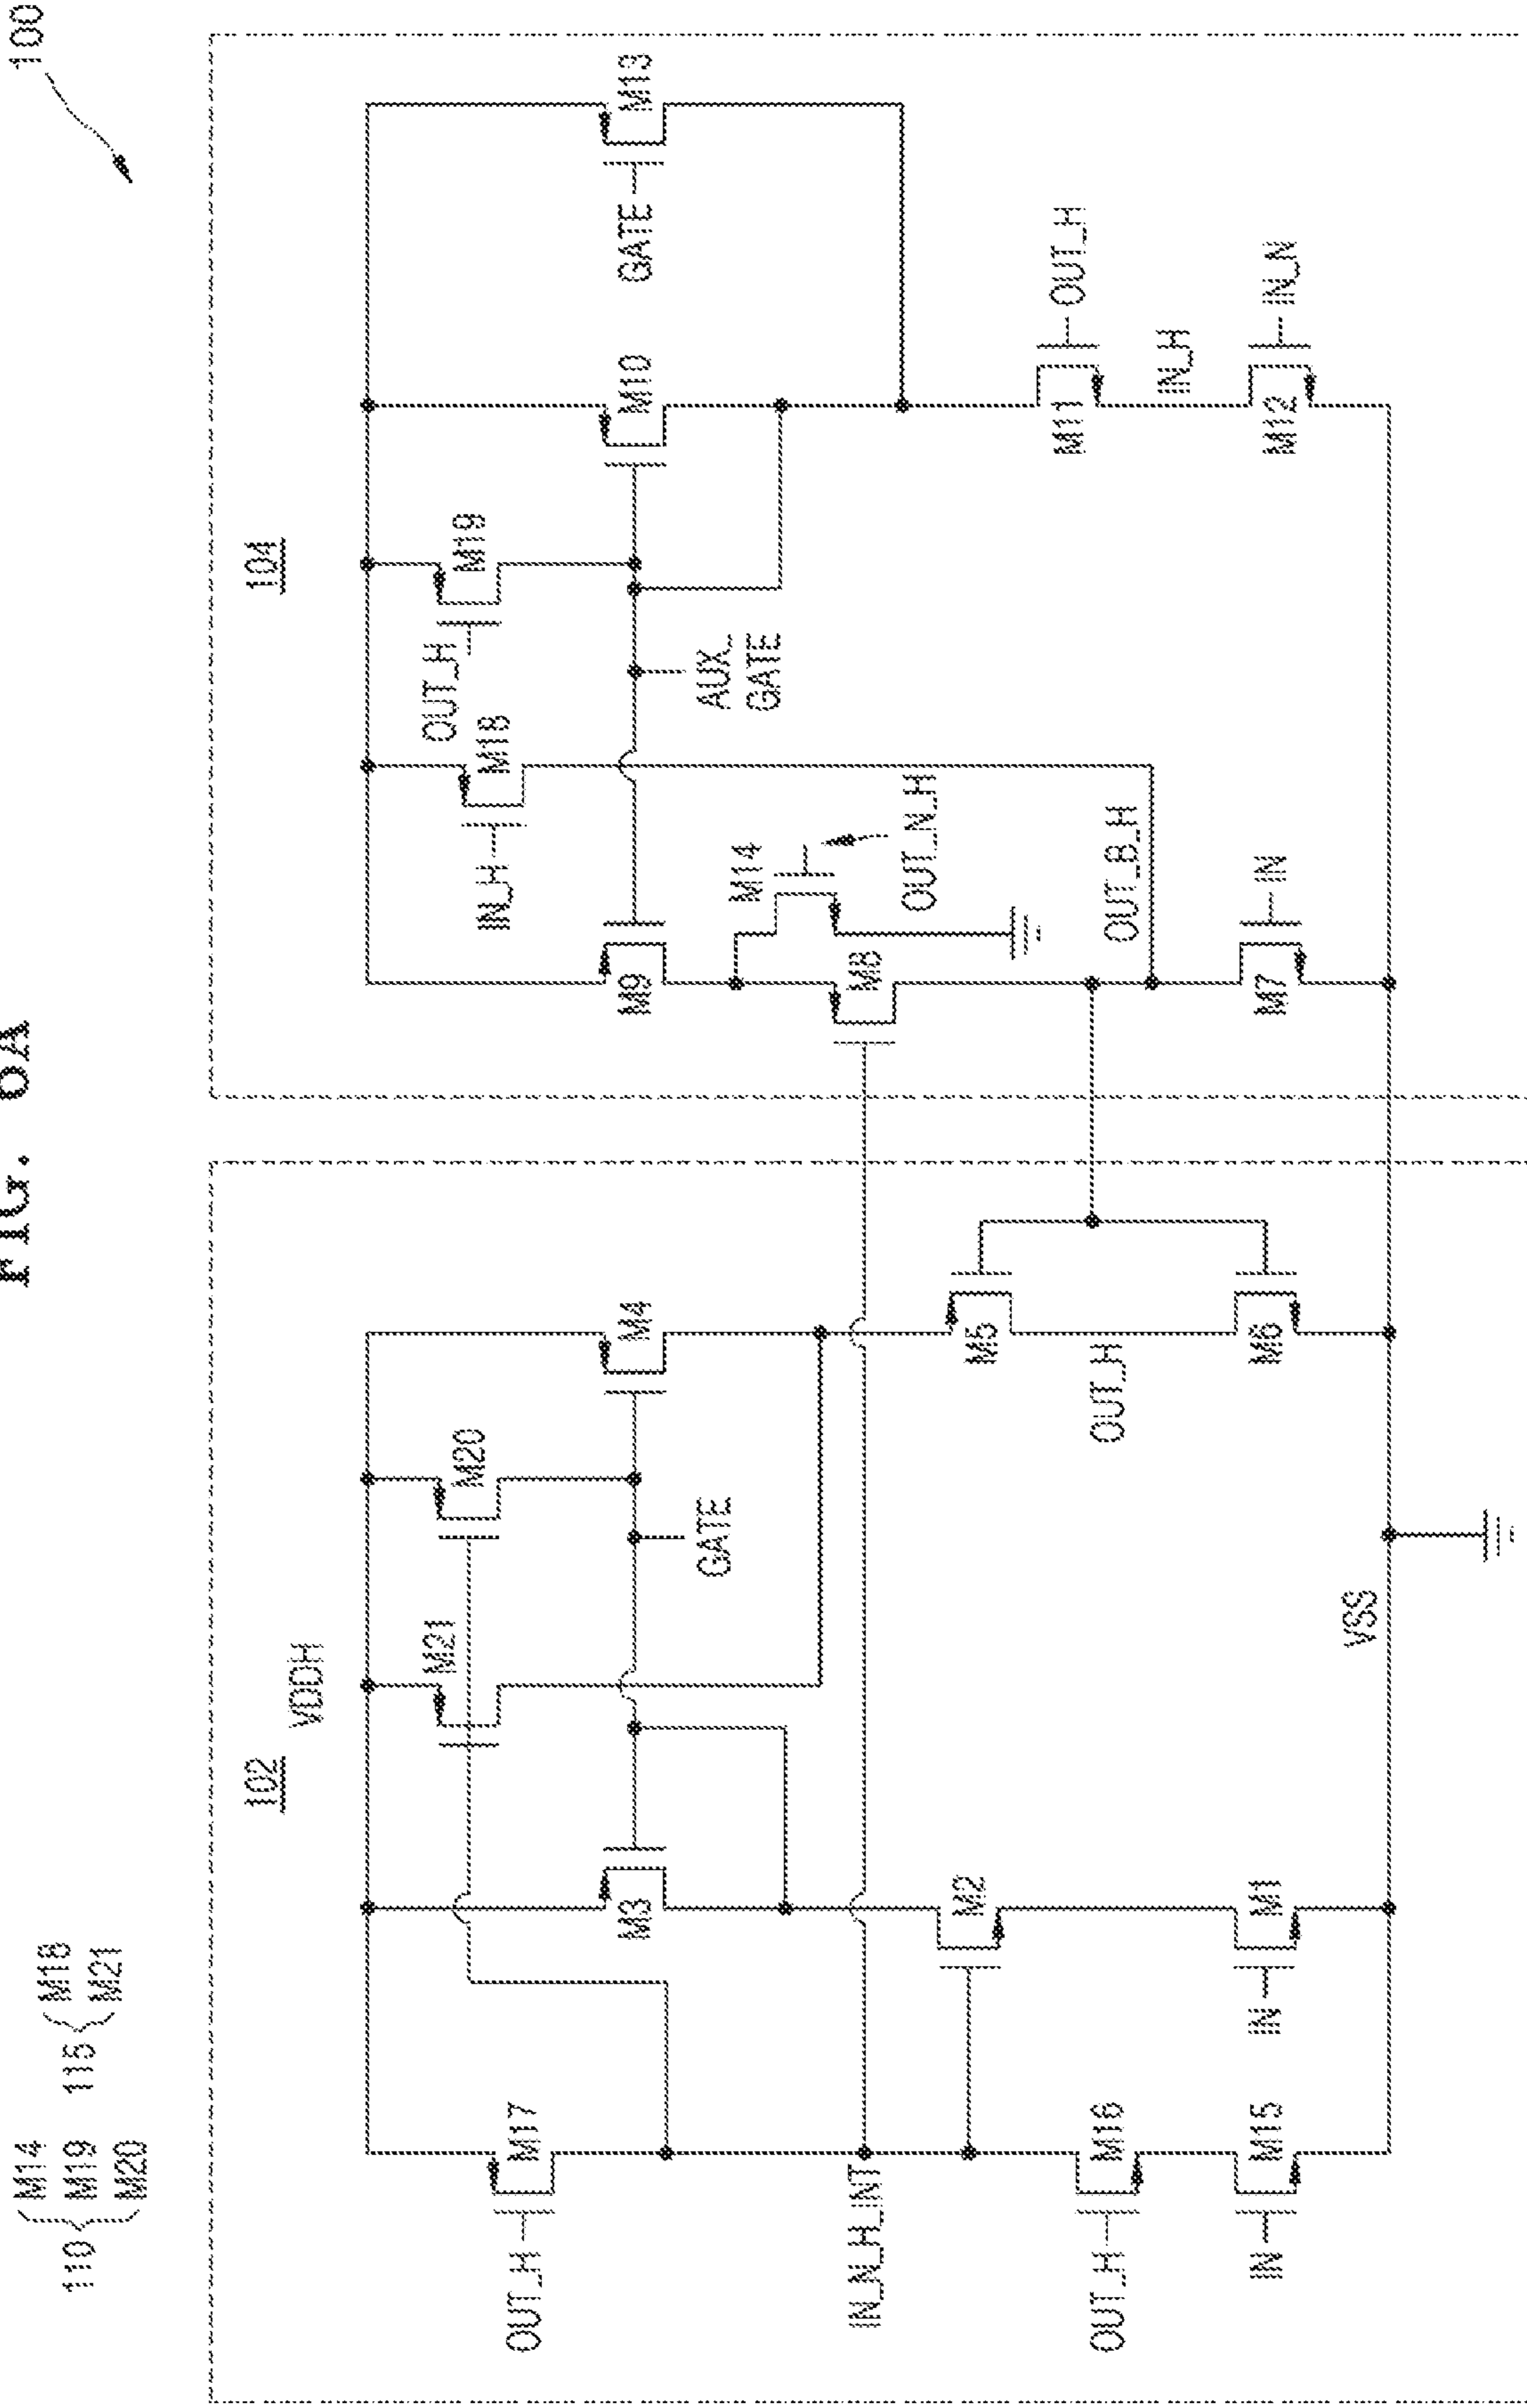 FIG. 6A
100
110
M14
M19
M20
115
M18
M21
102
VDDH
104
OUT_H
M17
M21
M20
M3
M4
GATE
IN_N_H_INT
M2
M5
OUT_H
M16
OUT_H
IN
M15
IN
M1
M6
VSS
IN_H
M18
OUT_H
M19
M9
M10
M13
GATE
AUX_
GATE
M14
OUT_N_H
M8
OUT_B_H
M7
IN
M11
OUT_H
IN_H
M12
IN_N